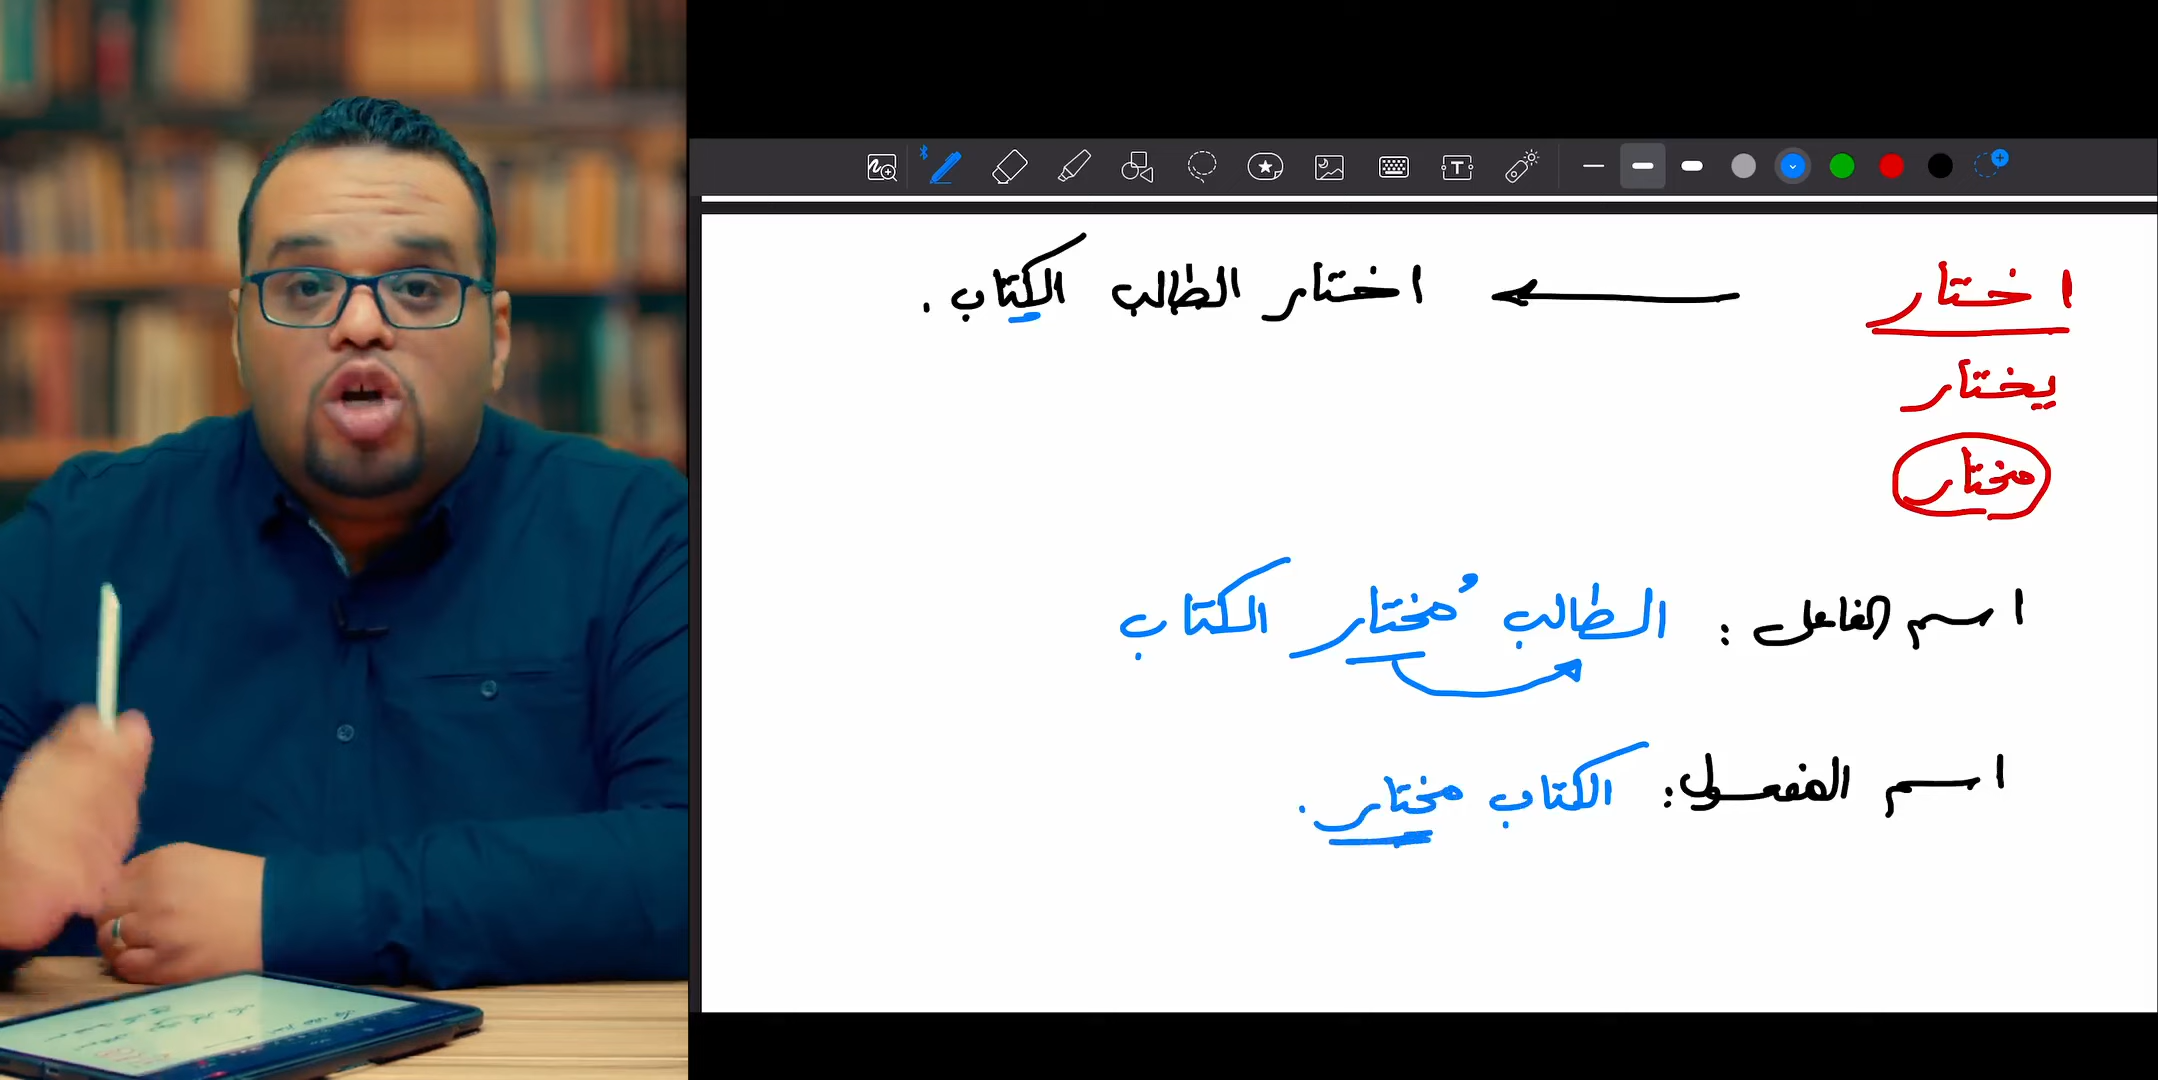 اختار ← اختار الطالب الكتاب .
يختار
مختار
اسم الفاعل : الطالب مُختار الكتاب
اسم المفعول : الكتاب مختار .